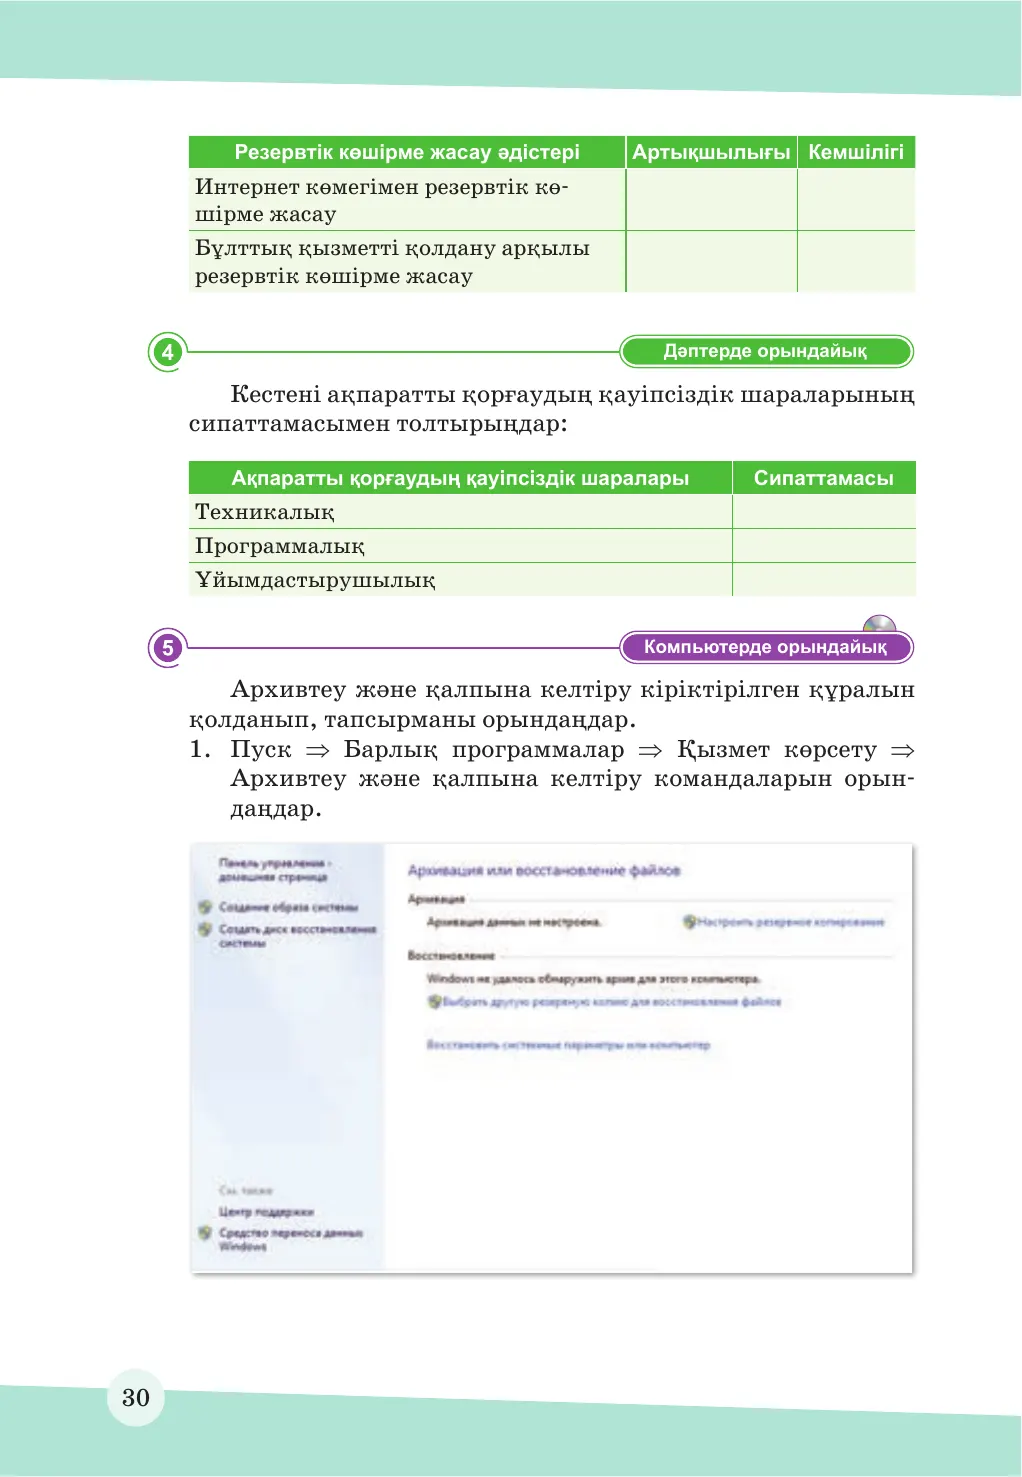 Резервтік көшірме жасау әдістері Артықшылығы Кемшілігі
Интернет көмегімен резервтік кө-
шірме жасау
Бұлттық қызметті қолдану арқылы
резервтік көшірме жасау
4 Дәптерде орындайық
Кестені ақпаратты қорғаудың қауіпсіздік шараларының
сипаттамасымен толтырыңдар:
Ақпаратты қорғаудың қауіпсіздік шаралары Сипаттамасы
Техникалық
Программалық
Ұйымдастырушылық
5 Компьютерде орындайық
Архивтеу және қалпына келтіру кіріктірілген құралын
қолданып, тапсырманы орындаңдар.
1. Пуск ⇒ Барлық программалар ⇒ Қызмет көрсету ⇒
Архивтеу және қалпына келтіру командаларын орын-
даңдар.
Панель управления -
домашняя страница
Создание образа системы
Создать диск восстановления
системы
Архивация или восстановление файлов
Архивация
Архивация данных не настроена. Настроить резервное копирование
Восстановление
Windows не удалось обнаружить архив для этого компьютера.
Выбрать другую резервную копию для восстановления файлов
Восстановить системные параметры или компьютер
См. также
Центр поддержки
Средство переноса данных
Windows
30